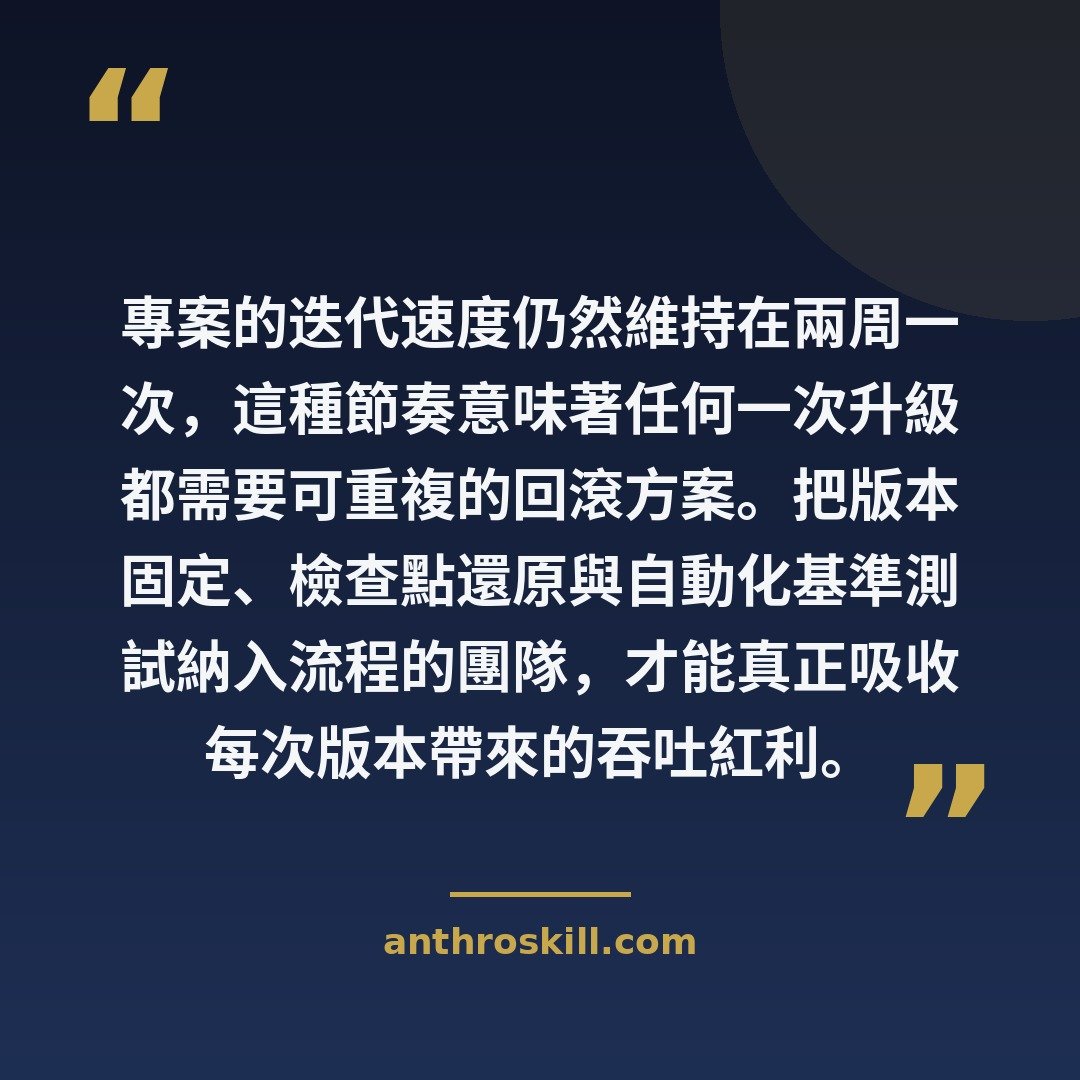 “
專案的迭代速度仍然維持在兩周一
次，這種節奏意味著任何一次升級
都需要可重複的回滾方案。把版本
固定、檢查點還原與自動化基準測
試納入流程的團隊，才能真正吸收
每次版本帶來的吞吐紅利。
”
anthroskill.com